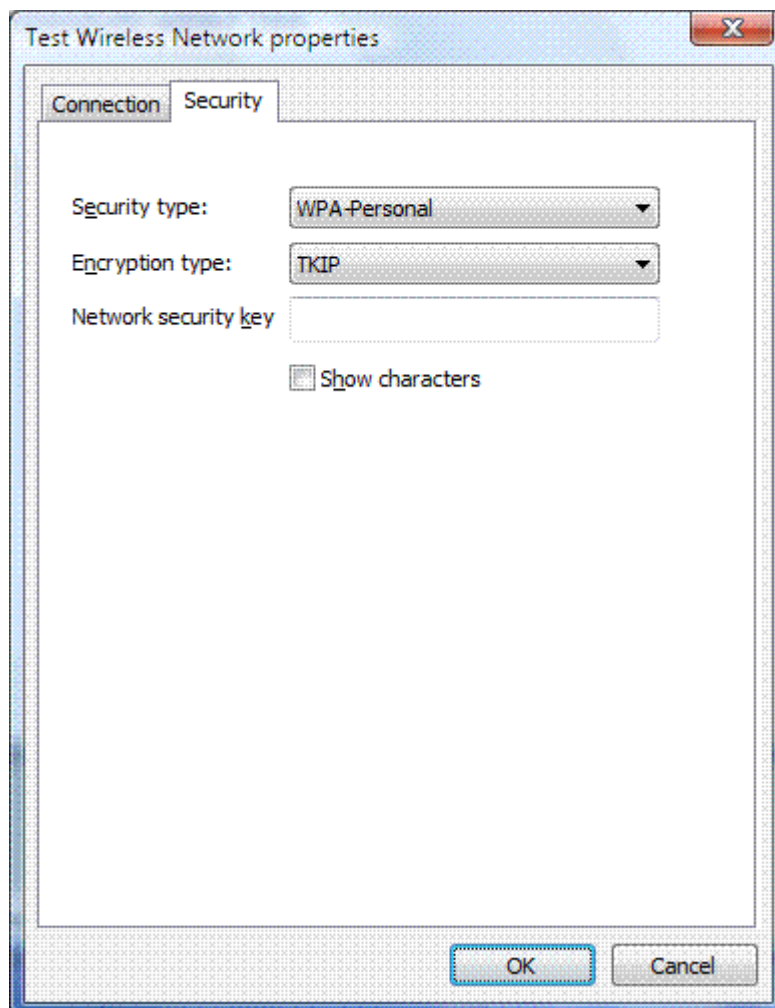 Test Wireless Network properties
Connection
Security
Security type:
WPA-Personal
Encryption type:
TKIP
Network security key
Show characters
OK
Cancel